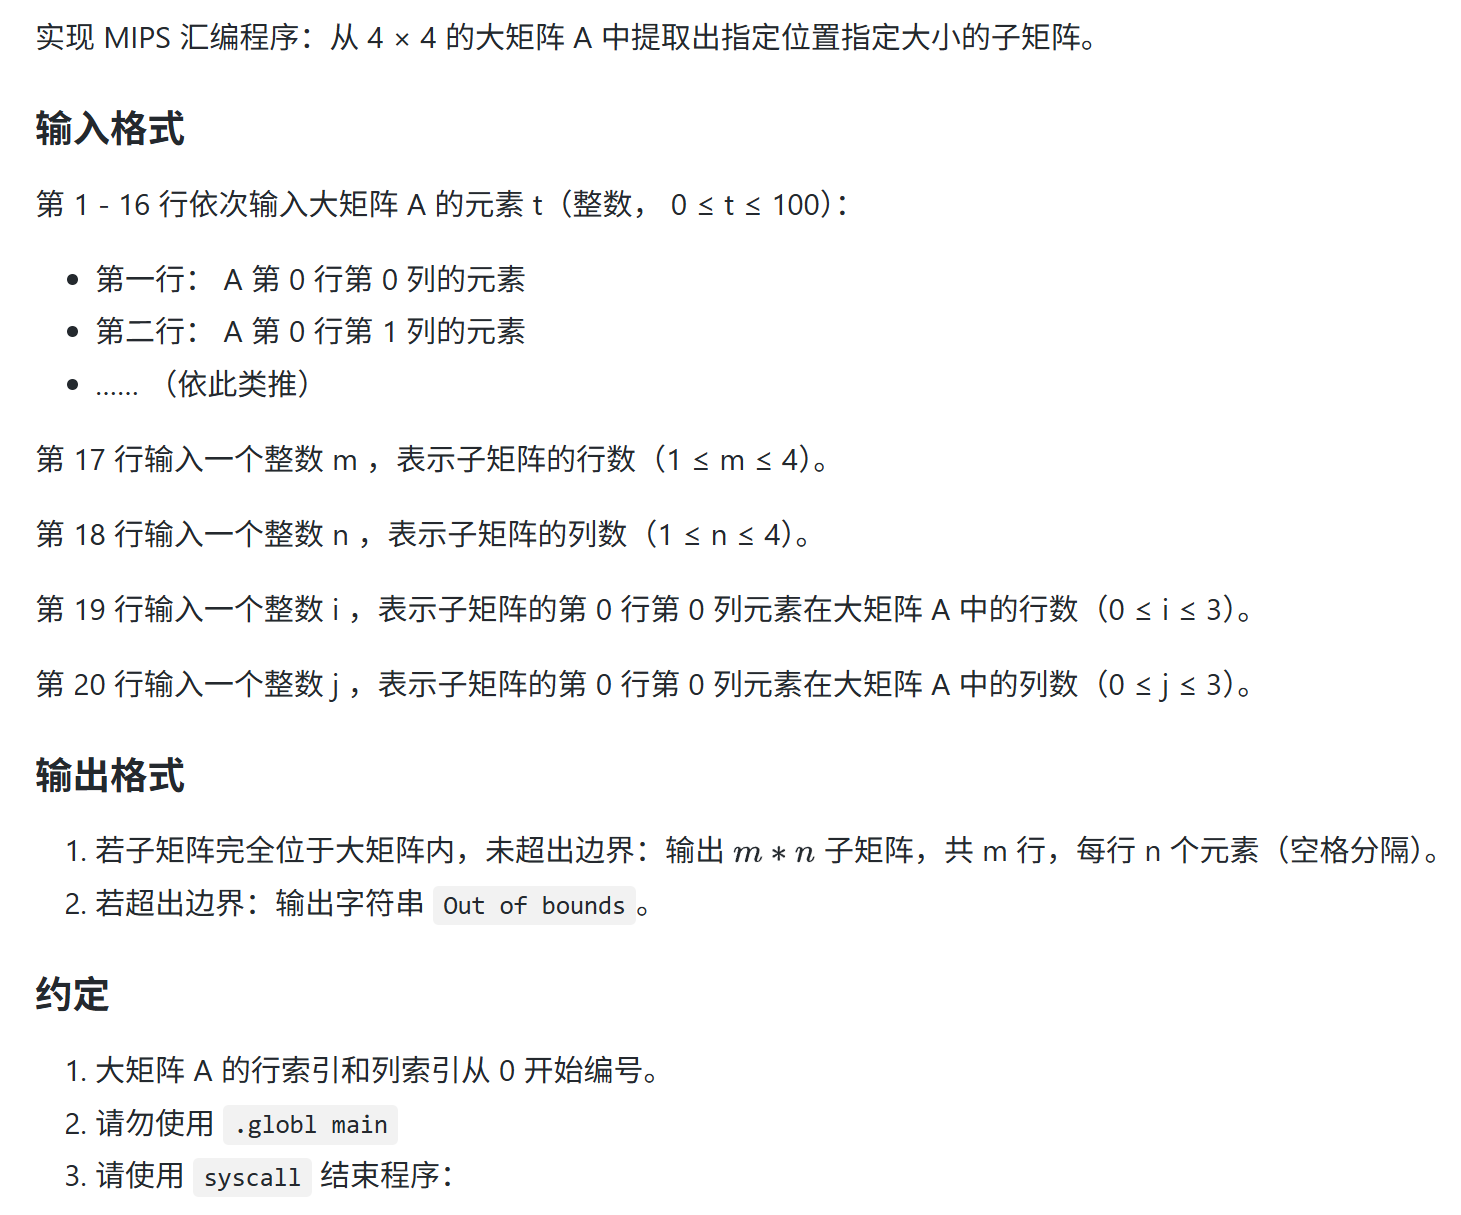 实现 MIPS 汇编程序：从 4 × 4 的大矩阵 A 中提取出指定位置指定大小的子矩阵。
输入格式
第 1 - 16 行依次输入大矩阵 A 的元素 t（整数， 0 ≤ t ≤ 100）：
• 第一行： A 第 0 行第 0 列的元素
• 第二行： A 第 0 行第 1 列的元素
• …… （依此类推）
第 17 行输入一个整数 m ，表示子矩阵的行数（1 ≤ m ≤ 4）。
第 18 行输入一个整数 n ，表示子矩阵的列数（1 ≤ n ≤ 4）。
第 19 行输入一个整数 i ，表示子矩阵的第 0 行第 0 列元素在大矩阵 A 中的行数（0 ≤ i ≤ 3）。
第 20 行输入一个整数 j ，表示子矩阵的第 0 行第 0 列元素在大矩阵 A 中的列数（0 ≤ j ≤ 3）。
输出格式
1. 若子矩阵完全位于大矩阵内，未超出边界：输出 m ∗ n 子矩阵，共 m 行，每行 n 个元素（空格分隔）。
2. 若超出边界：输出字符串 Out of bounds 。
约定
1. 大矩阵 A 的行索引和列索引从 0 开始编号。
2. 请勿使用 .globl main
3. 请使用 syscall 结束程序：